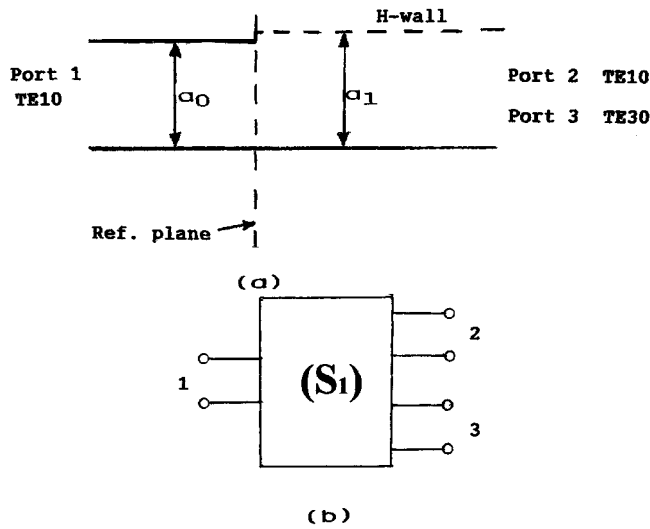 H-wall
Port 1
TE10
a0
a1
Port 2 TE10
Port 3 TE30
Ref. plane
(a)
1
(S1)
2
3
(b)